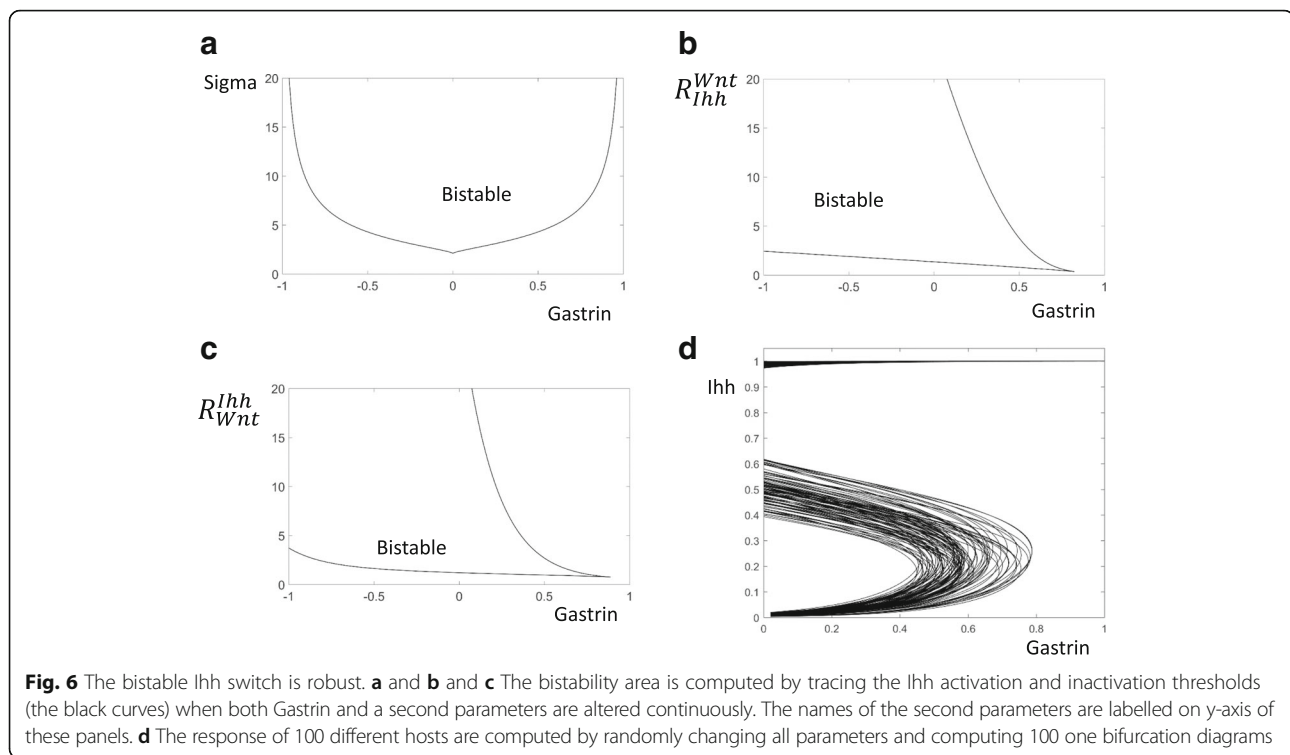 a
Sigma
20
15
10
5
0
-1 -0.5 0 0.5 1
Bistable
Gastrin
b
R_{Ihh}^{Wnt}
20
15
10
5
0
-1 -0.5 0 0.5 1
Bistable
Gastrin
c
R_{Wnt}^{Ihh}
20
15
10
5
0
-1 -0.5 0 0.5 1
Bistable
Gastrin
d
Ihh
1
0.9
0.8
0.7
0.6
0.5
0.4
0.3
0.2
0.1
0
0 0.2 0.4 0.6 0.8 1
Gastrin
Fig. 6 The bistable Ihh switch is robust. a and b and c The bistability area is computed by tracing the Ihh activation and inactivation thresholds
(the black curves) when both Gastrin and a second parameters are altered continuously. The names of the second parameters are labelled on y-axis of
these panels. d The response of 100 different hosts are computed by randomly changing all parameters and computing 100 one bifurcation diagrams